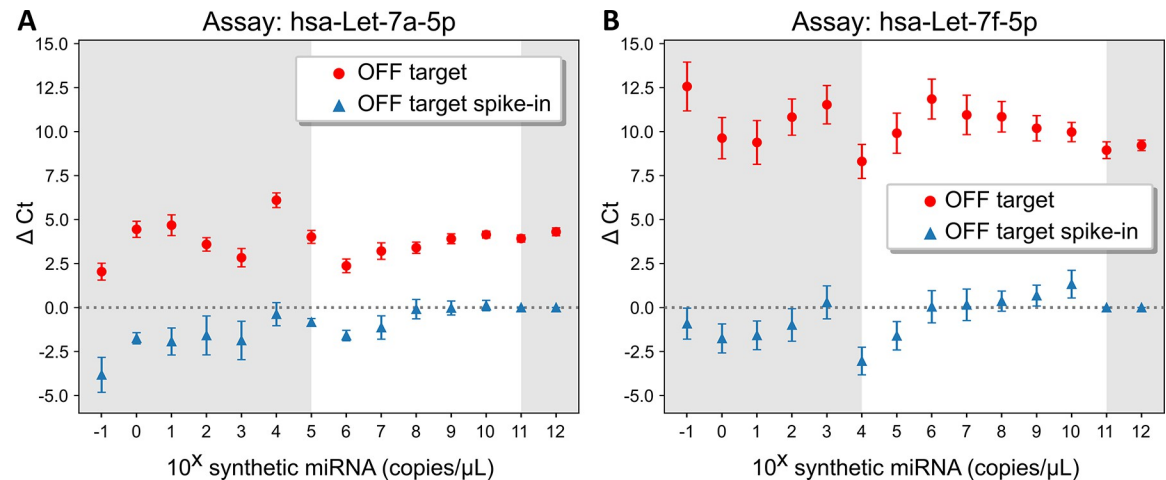 A
Assay: hsa-Let-7a-5p
15.0
12.5
10.0
7.5
5.0
2.5
0.0
-2.5
-5.0
Δ Ct
OFF target
OFF target spike-in
-1 0 1 2 3 4 5 6 7 8 9 10 11 12
10^X synthetic miRNA (copies/µL)
B
Assay: hsa-Let-7f-5p
15.0
12.5
10.0
7.5
5.0
2.5
0.0
-2.5
-5.0
Δ Ct
OFF target
OFF target spike-in
-1 0 1 2 3 4 5 6 7 8 9 10 11 12
10^X synthetic miRNA (copies/µL)